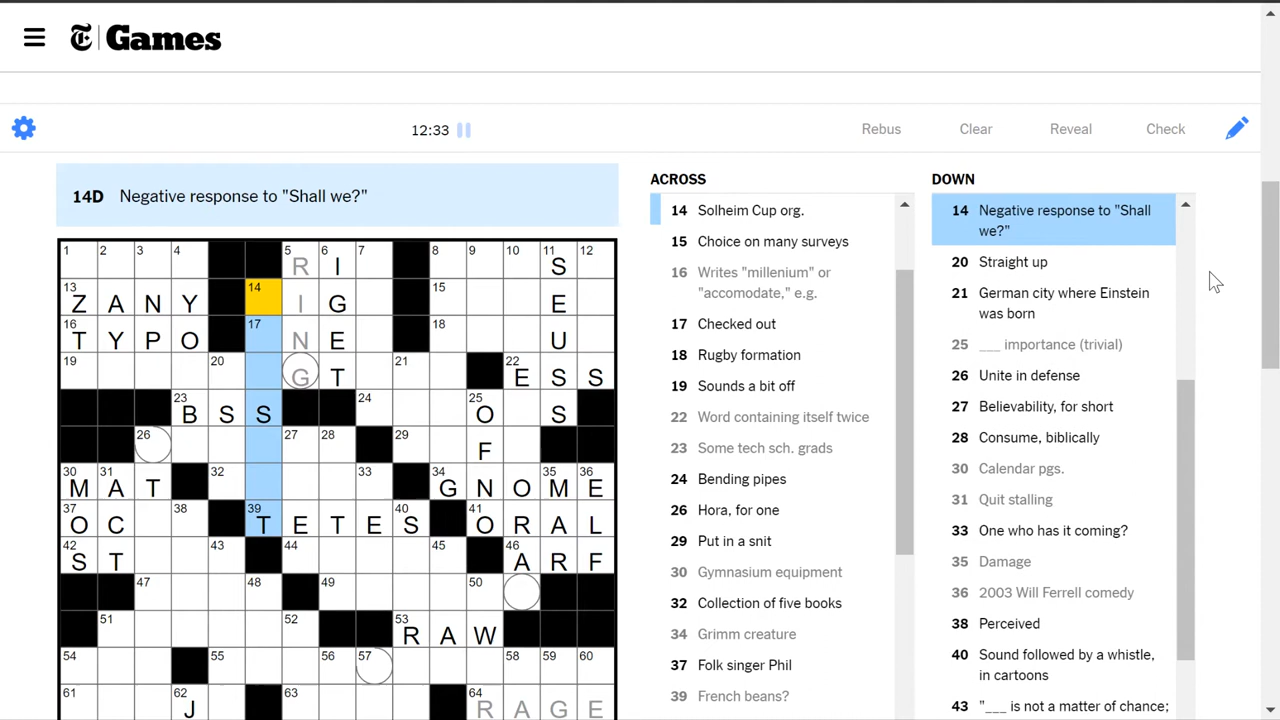 Games
12:33
Rebus Clear Reveal Check
14D Negative response to "Shall we?"
1 2 3 4 5 R 6 I 7 8 9 10 11 S 12
13 Z A N Y 14 I G 15 E
16 T Y P O 17 N E 18 U
19 20 G T 21 22 E S S
23 B S S 24 25 O S
26 27 28 29 F
30 M 31 A T 32 33 34 G N O 35 M 36 E
37 O C 38 39 T E T E 40 S 41 O R A L
42 S T 43 44 45 46 A R F
47 48 49 50
51 52 53 R A W
54 55 56 57 58 59 60
61 62 J 63 64 R A G E
ACROSS
14 Solheim Cup org.
15 Choice on many surveys
16 Writes "millenium" or
"accomodate," e.g.
17 Checked out
18 Rugby formation
19 Sounds a bit off
22 Word containing itself twice
23 Some tech sch. grads
24 Bending pipes
26 Hora, for one
29 Put in a snit
30 Gymnasium equipment
32 Collection of five books
34 Grimm creature
37 Folk singer Phil
39 French beans?
DOWN
14 Negative response to "Shall
we?"
20 Straight up
21 German city where Einstein
was born
25 ___ importance (trivial)
26 Unite in defense
27 Believability, for short
28 Consume, biblically
30 Calendar pgs.
31 Quit stalling
33 One who has it coming?
35 Damage
36 2003 Will Ferrell comedy
38 Perceived
40 Sound followed by a whistle,
in cartoons
43 "___ is not a matter of chance;